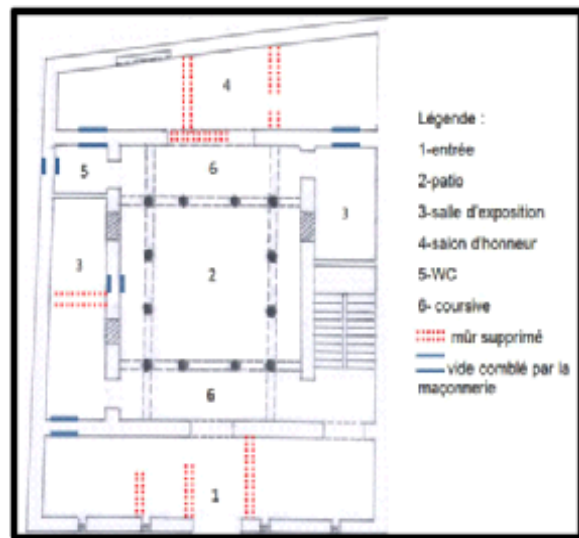 4
Légende :
1-entrée
5
6
2-patio
3
3-salle d'exposition
4-salon d'honneur
3
2
5-WC
6- coursive
mûr supprimé
vide comblé par la
maçonnerie
6
1